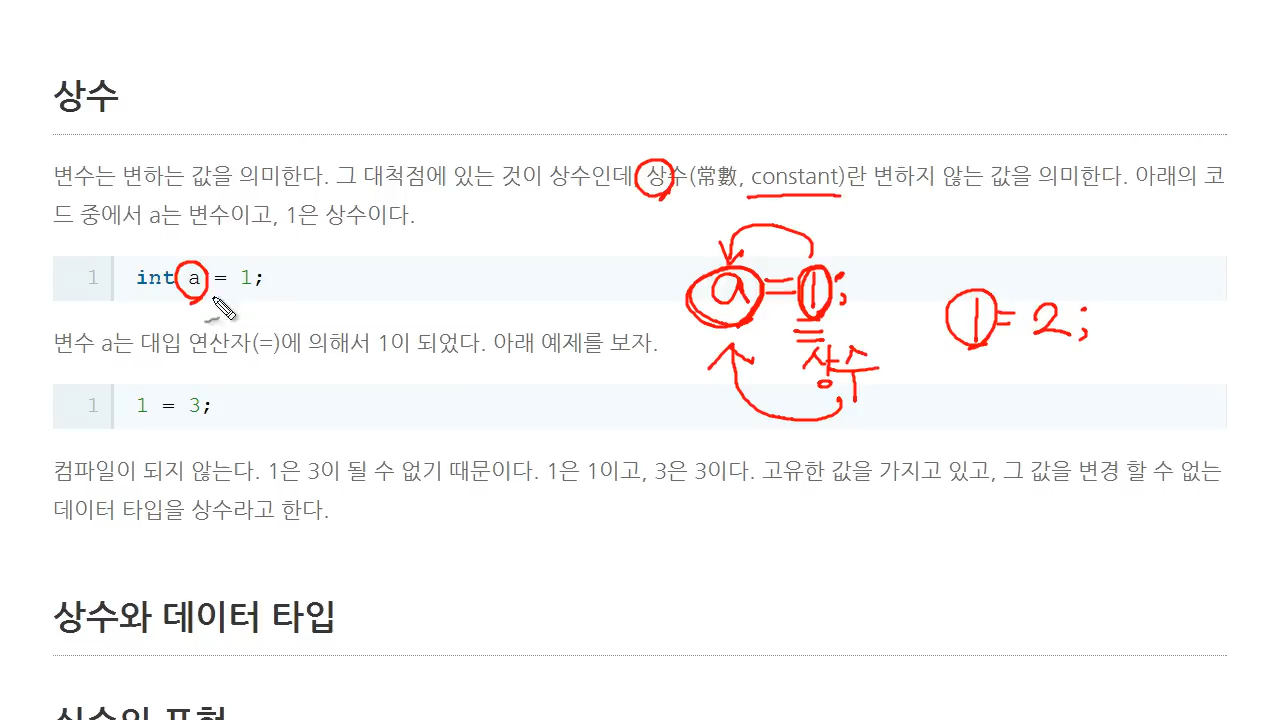 상수
변수는 변하는 값을 의미한다. 그 대척점에 있는 것이 상수인데 상수(常數, constant)란 변하지 않는 값을 의미한다. 아래의 코
드 중에서 a는 변수이고, 1은 상수이다.
1 int a = 1;
a = 1;
1 = 2;
상수
변수 a는 대입 연산자(=)에 의해서 1이 되었다. 아래 예제를 보자.
1 1 = 3;
컴파일이 되지 않는다. 1은 3이 될 수 없기 때문이다. 1은 1이고, 3은 3이다. 고유한 값을 가지고 있고, 그 값을 변경 할 수 없는
데이터 타입을 상수라고 한다.
상수와 데이터 타입